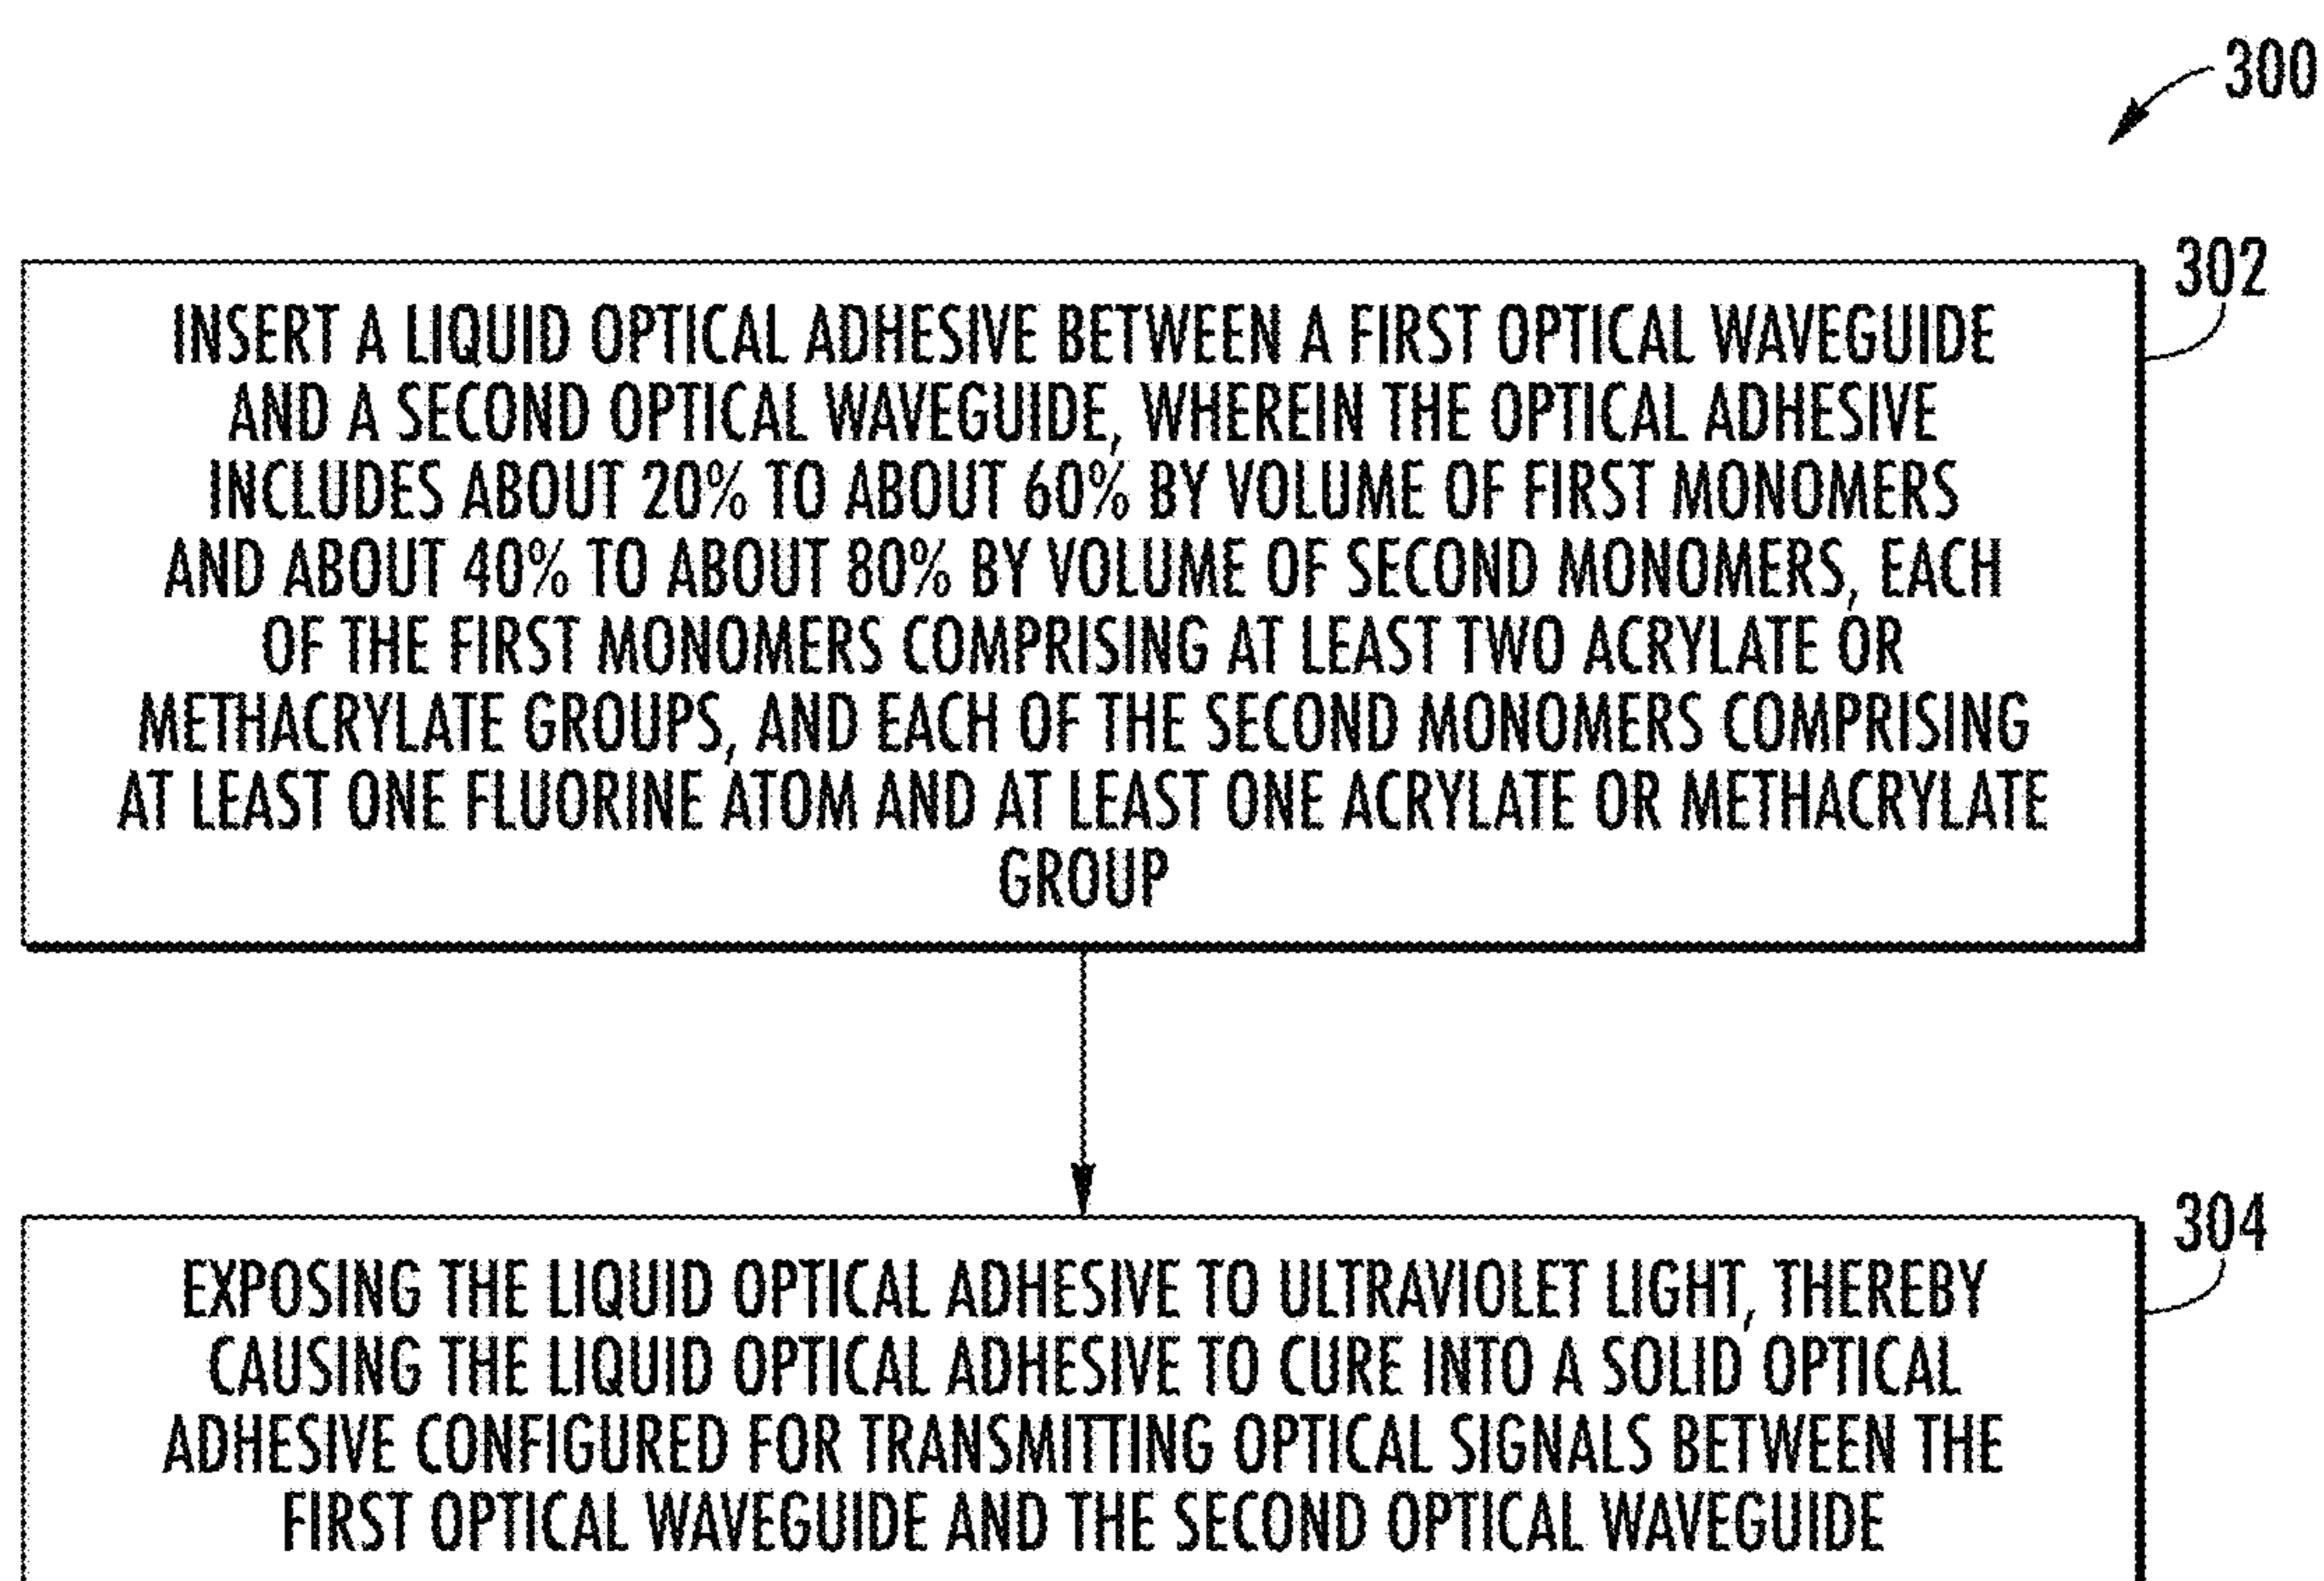 300
302
INSERT A LIQUID OPTICAL ADHESIVE BETWEEN A FIRST OPTICAL WAVEGUIDE
AND A SECOND OPTICAL WAVEGUIDE, WHEREIN THE OPTICAL ADHESIVE
INCLUDES ABOUT 20% TO ABOUT 60% BY VOLUME OF FIRST MONOMERS
AND ABOUT 40% TO ABOUT 80% BY VOLUME OF SECOND MONOMERS, EACH
OF THE FIRST MONOMERS COMPRISING AT LEAST TWO ACRYLATE OR
METHACRYLATE GROUPS, AND EACH OF THE SECOND MONOMERS COMPRISING
AT LEAST ONE FLUORINE ATOM AND AT LEAST ONE ACRYLATE OR METHACRYLATE
GROUP
304
EXPOSING THE LIQUID OPTICAL ADHESIVE TO ULTRAVIOLET LIGHT, THEREBY
CAUSING THE LIQUID OPTICAL ADHESIVE TO CURE INTO A SOLID OPTICAL
ADHESIVE CONFIGURED FOR TRANSMITTING OPTICAL SIGNALS BETWEEN THE
FIRST OPTICAL WAVEGUIDE AND THE SECOND OPTICAL WAVEGUIDE